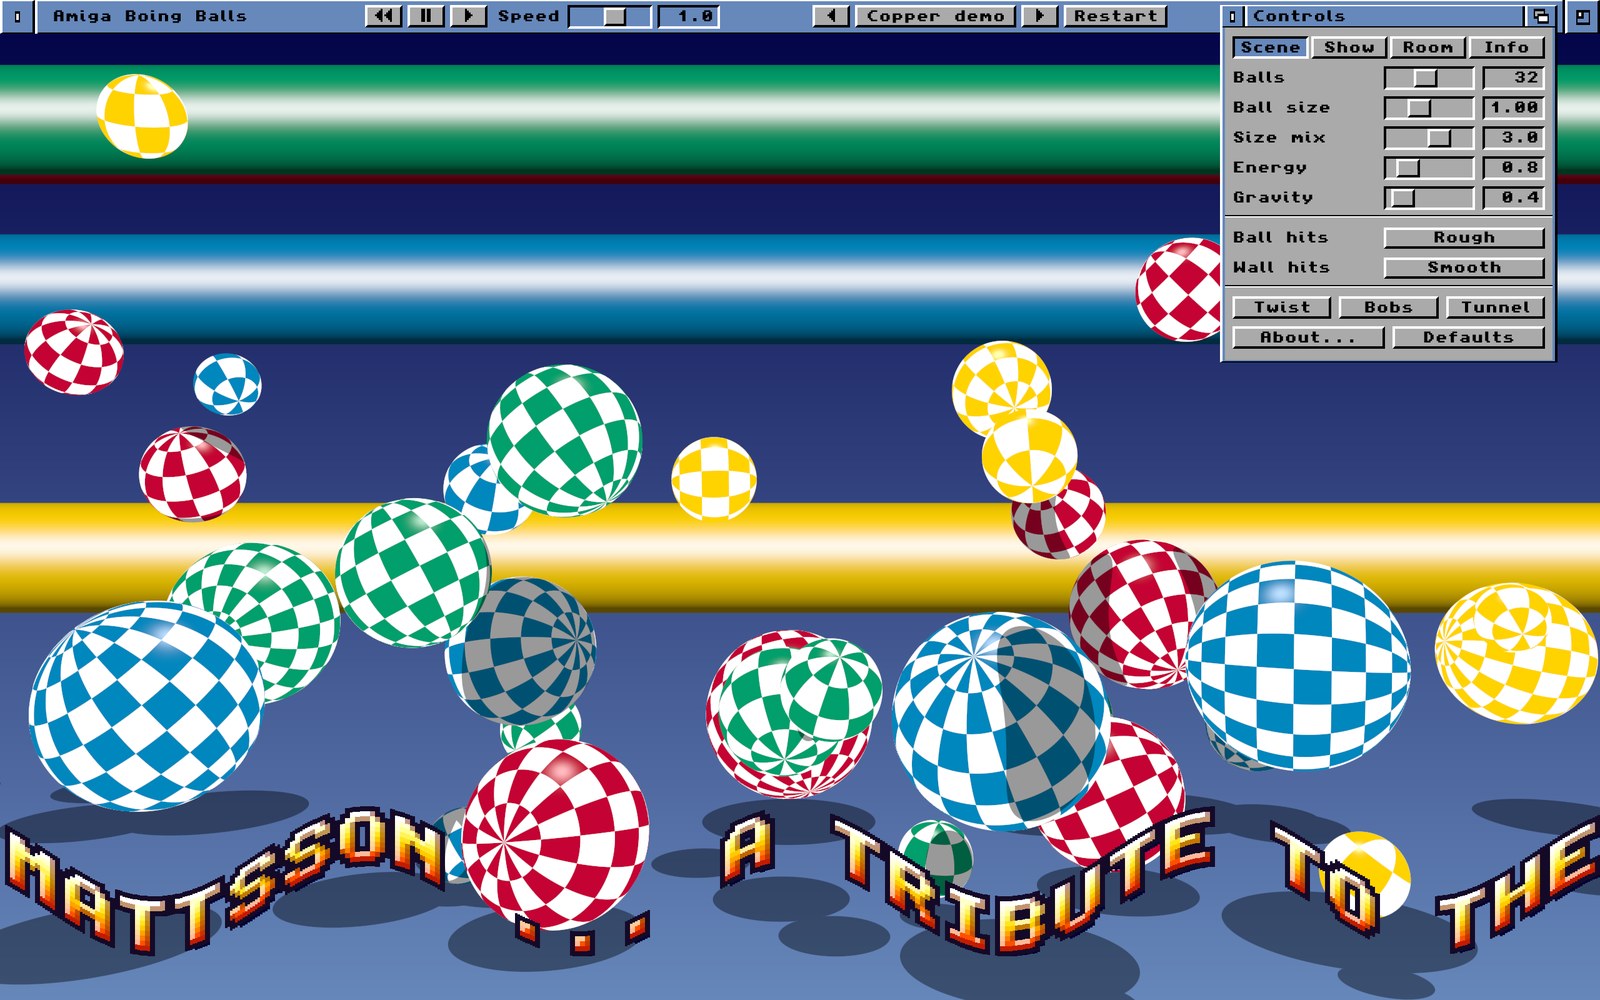 Amiga Boing Balls
Speed 1.0
Copper demo
Restart
Controls
Scene Show Room Info
Balls 32
Ball size 1.00
Size mix 3.0
Energy 0.8
Gravity 0.4
Ball hits Rough
Wall hits Smooth
Twist Bobs Tunnel
About... Defaults
MATTSSON ... A TRIBUTE TO THE